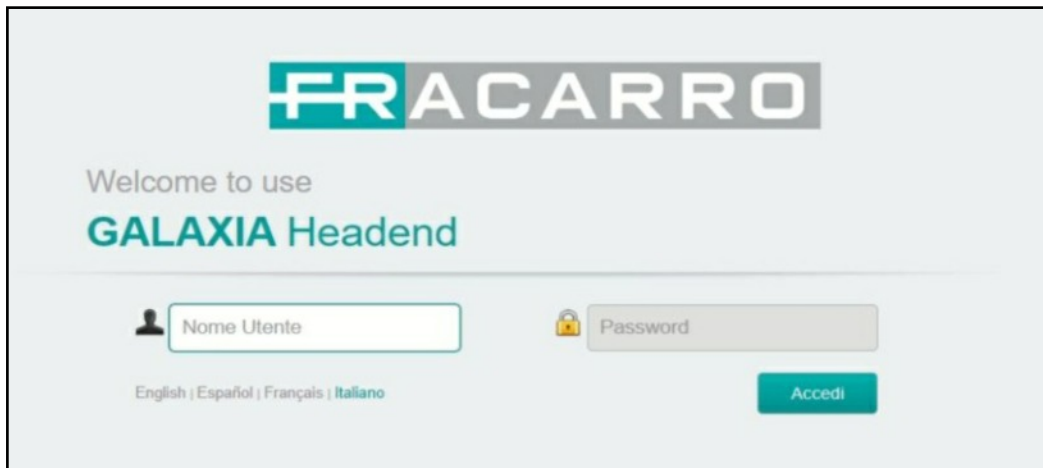 FRACARRO
Welcome to use
GALAXIA Headend
Nome Utente
Password
English | Español | Français | Italiano
Accedi